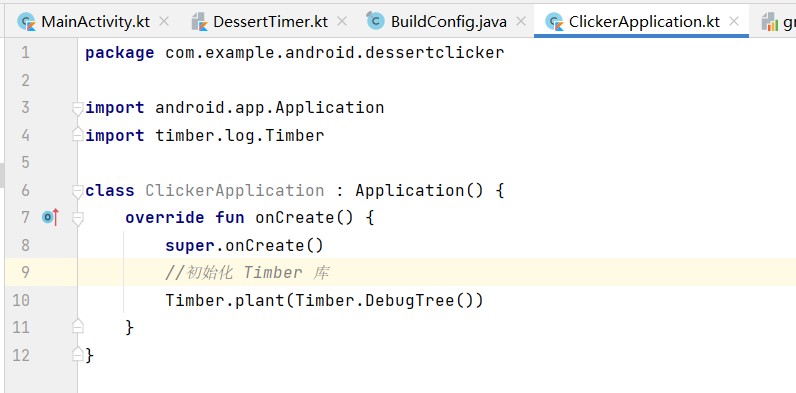 MainActivity.kt DessertTimer.kt BuildConfig.java ClickerApplication.kt
1 package com.example.android.dessertclicker
2
3 import android.app.Application
4 import timber.log.Timber
5
6 class ClickerApplication : Application() {
7 override fun onCreate() {
8 super.onCreate()
9 //初始化 Timber 库
10 Timber.plant(Timber.DebugTree())
11 }
12 }